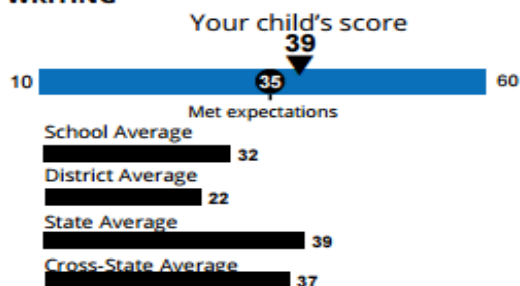 WRITING
Your child's score
39
10 35 60
Met expectations
School Average
32
District Average
22
State Average
39
Cross-State Average
37